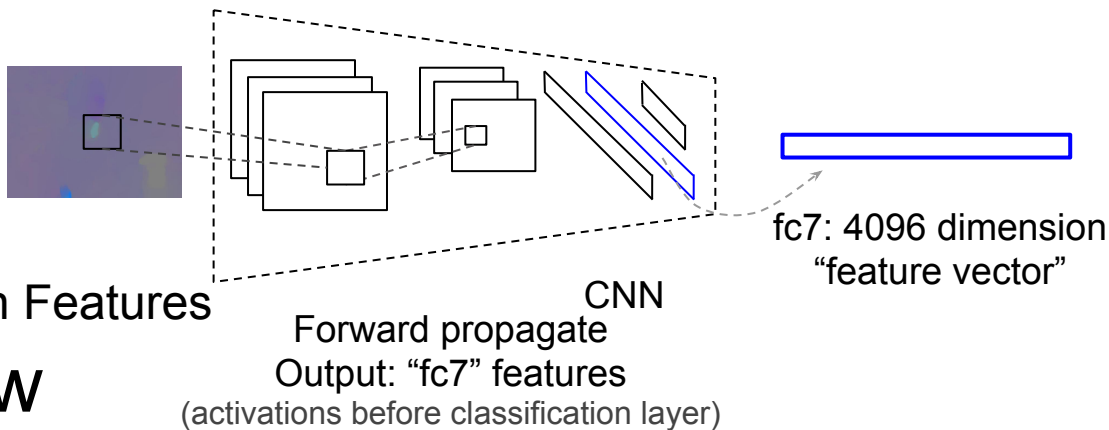 fc7: 4096 dimension
“feature vector”
Features
CNN
Forward propagate
Output: “fc7” features
(activations before classification layer)